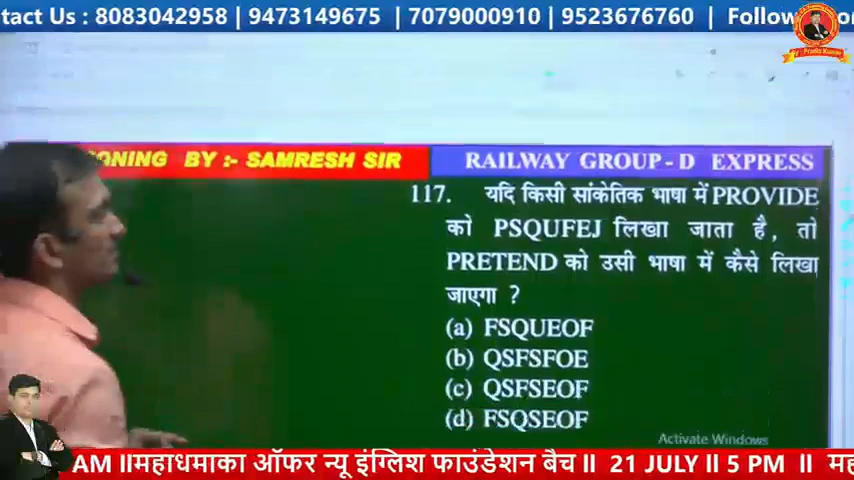 tact Us : 8083042958 | 9473149675 | 7079000910 | 9523676760 | Follow
ONING BY :- SAMRESH SIR
RAILWAY GROUP - D EXPRESS
117. यदि किसी सांकेतिक भाषा में PROVIDE
को PSQUFEJ लिखा जाता है, तो
PRETEND को उसी भाषा में कैसे लिखा
जाएगा ?
(a) FSQUEOF
(b) QSFSFOE
(c) QSFSEOF
(d) FSQSEOF
Activate Windows
AM ॥महाधमाका ऑफर न्यू इंग्लिश फाउंडेशन बैच ॥ 21 JULY ॥ 5 PM ॥